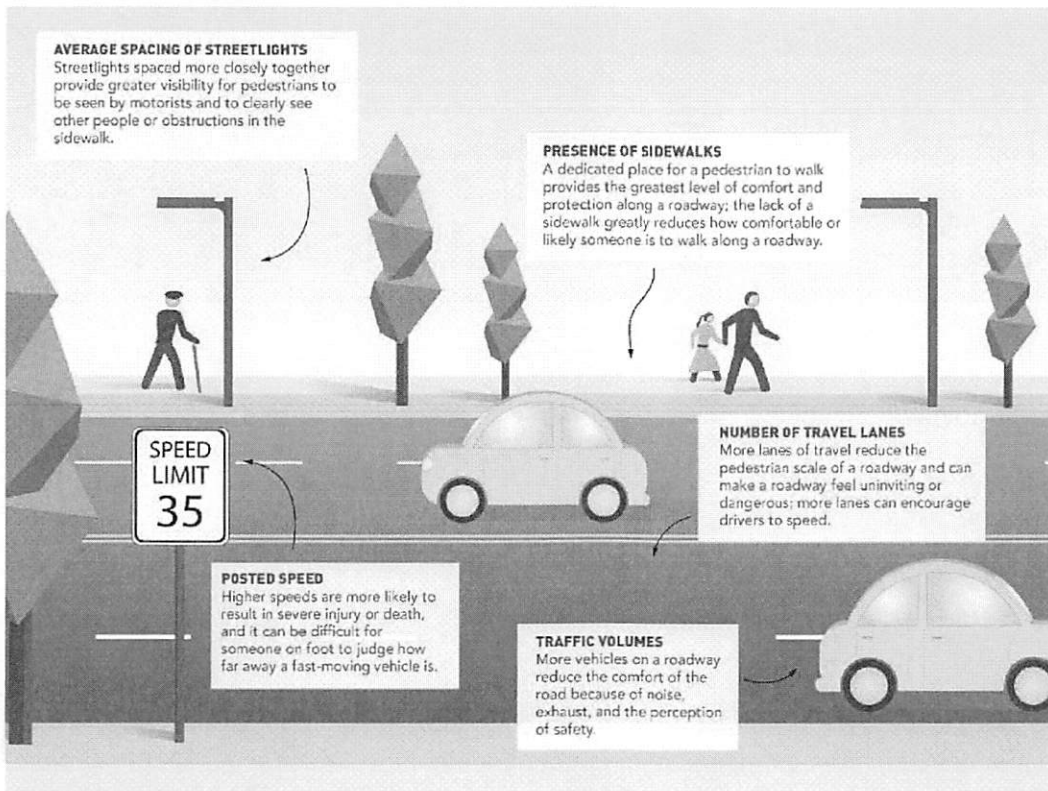 AVERAGE SPACING OF STREETLIGHTS
Streetlights spaced more closely together
provide greater visibility for pedestrians to
be seen by motorists and to clearly see
other people or obstructions in the
sidewalk.
PRESENCE OF SIDEWALKS
A dedicated place for a pedestrian to walk
provides the greatest level of comfort and
protection along a roadway; the lack of a
sidewalk greatly reduces how comfortable or
likely someone is to walk along a roadway.
SPEED
LIMIT
35
NUMBER OF TRAVEL LANES
More lanes of travel reduce the
pedestrian scale of a roadway and can
make a roadway feel uninviting or
dangerous; more lanes can encourage
drivers to speed.
POSTED SPEED
Higher speeds are more likely to
result in severe injury or death,
and it can be difficult for
someone on foot to judge how
far away a fast-moving vehicle is.
TRAFFIC VOLUMES
More vehicles on a roadway
reduce the comfort of the
road because of noise,
exhaust, and the perception
of safety.